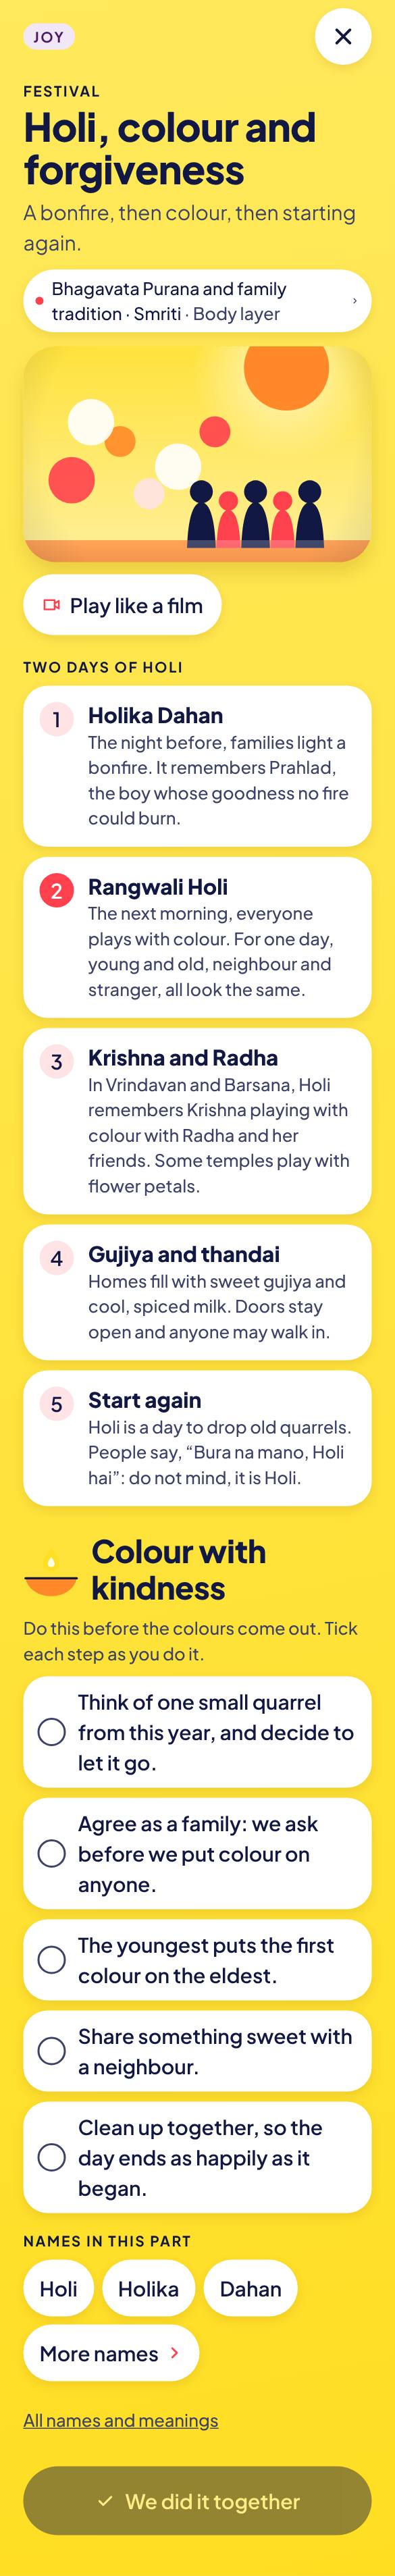 JOY
FESTIVAL
Holi, colour and
forgiveness
A bonfire, then colour, then starting
again.
Bhagavata Purana and family
tradition · Smriti · Body layer
Play like a film
TWO DAYS OF HOLI
1
Holika Dahan
The night before, families light a
bonfire. It remembers Prahlad,
the boy whose goodness no fire
could burn.
2
Rangwali Holi
The next morning, everyone
plays with colour. For one day,
young and old, neighbour and
stranger, all look the same.
3
Krishna and Radha
In Vrindavan and Barsana, Holi
remembers Krishna playing with
colour with Radha and her
friends. Some temples play with
flower petals.
4
Gujiya and thandai
Homes fill with sweet gujiya and
cool, spiced milk. Doors stay
open and anyone may walk in.
5
Start again
Holi is a day to drop old quarrels.
People say, “Bura na mano, Holi
hai”: do not mind, it is Holi.
Colour with
kindness
Do this before the colours come out. Tick
each step as you do it.
Think of one small quarrel
from this year, and decide to
let it go.
Agree as a family: we ask
before we put colour on
anyone.
The youngest puts the first
colour on the eldest.
Share something sweet with
a neighbour.
Clean up together, so the
day ends as happily as it
began.
NAMES IN THIS PART
Holi
Holika
Dahan
More names
All names and meanings
We did it together